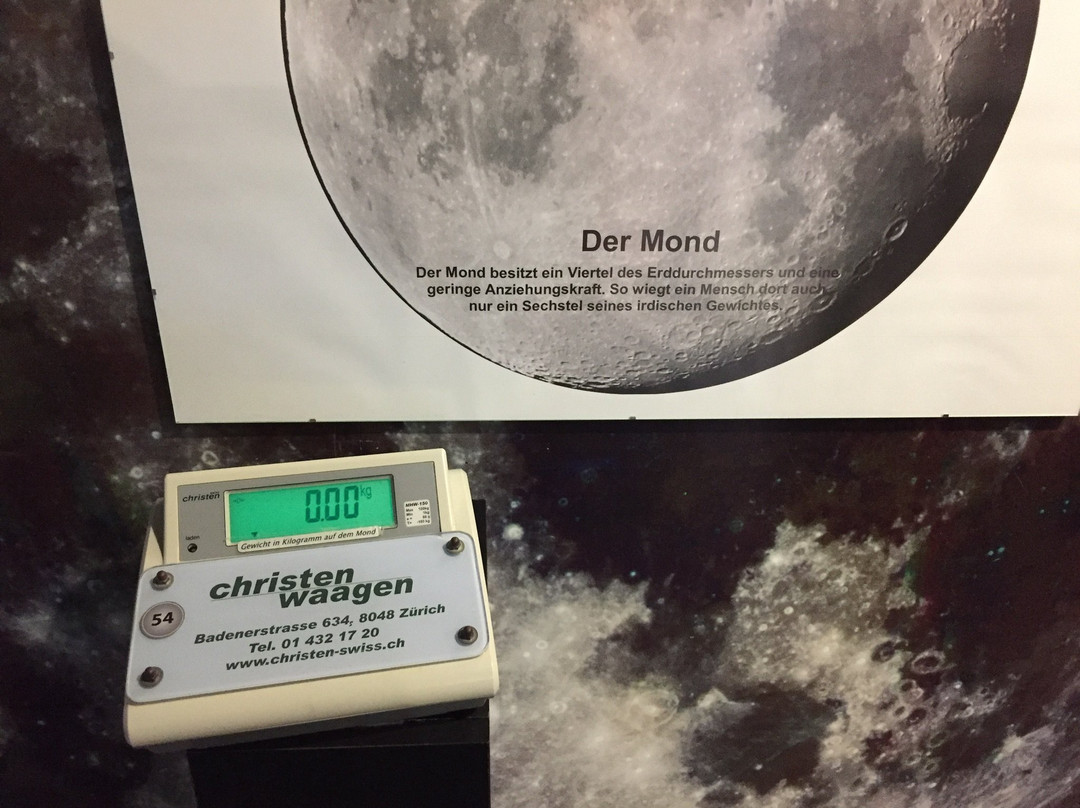 Der Mond
Der Mond besitzt ein Viertel des Erddurchmessers und eine
geringe Anziehungskraft. So wiegt ein Mensch dort auch
nur ein Sechstel seines irdischen Gewichtes.
christen
0.00 kg
laden
Gewicht in Kilogramm auf dem Mond
christen
waagen
54
Badenerstrasse 634, 8048 Zürich
Tel. 01 432 17 20
www.christen-swiss.ch